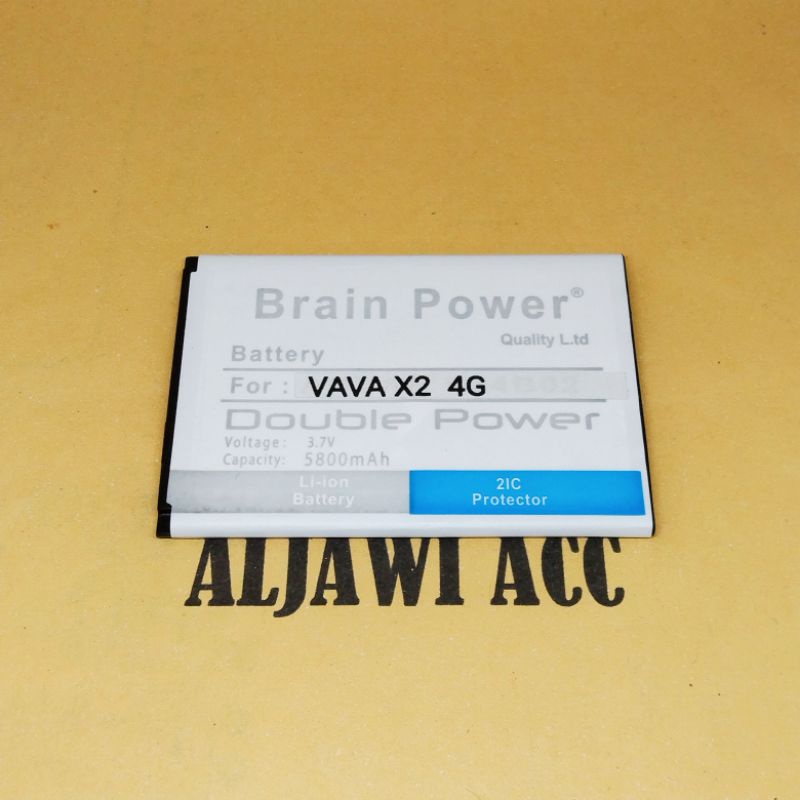 Brain Power®
Quality L.td
Battery
For : VAVA X2 4G
Double Power
Voltage: 3.7V
Capacity: 5800mAh
Li-ion
Battery
2IC
Protector
ALJAWI ACC